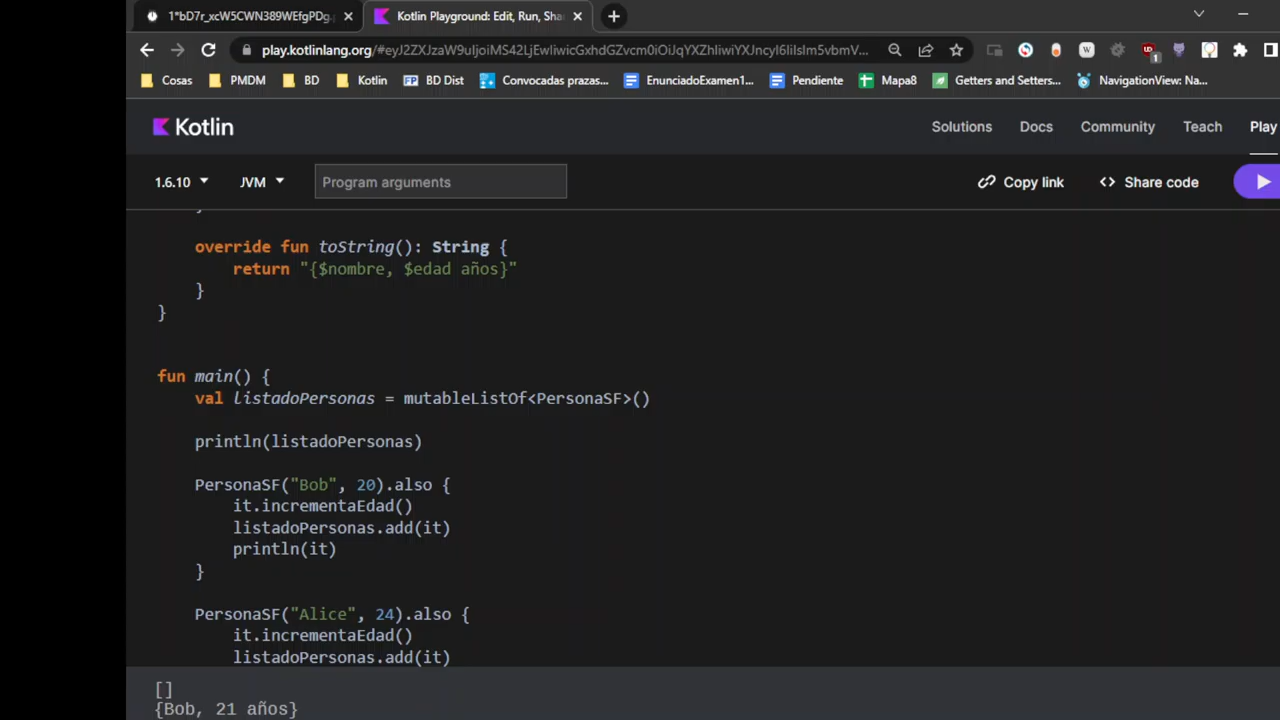 1*bD7r_xcW5CWN389WEfgPDg.
Kotlin Playground: Edit, Run, Sha
play.kotlinlang.org/#eyJ2ZXJzaW9uIjoiMS42LjEwIiwicGxhdGZvcm0iOiJqYXZhIiwiYXJncyI6IiIsIm5vbmV...
Cosas PMDM BD Kotlin BD Dist Convocadas prazas... EnunciadoExamen1... Pendiente Mapa8 Getters and Setters... NavigationView: Na...
Kotlin Solutions Docs Community Teach Play
1.6.10 JVM Program arguments Copy link Share code
override fun toString(): String {
return "{$nombre, $edad años}"
}
}
fun main() {
val listadoPersonas = mutableListOf<PersonaSF>()
println(listadoPersonas)
PersonaSF("Bob", 20).also {
it.incrementaEdad()
listadoPersonas.add(it)
println(it)
}
PersonaSF("Alice", 24).also {
it.incrementaEdad()
listadoPersonas.add(it)
[]
{Bob, 21 años}